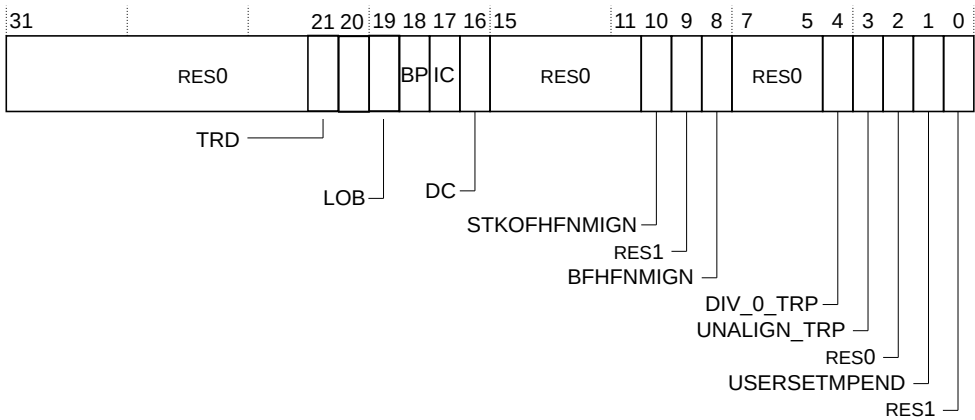 31 21 20 19 18 17 16 15 11 10 9 8 7 5 4 3 2 1 0
RES0 BP IC RES0 RES0
TRD
LOB DC
STKOFHFNMIGN
RES1
BFHFNMIGN
DIV_0_TRP
UNALIGN_TRP
RES0
USERSETMPEND
RES1